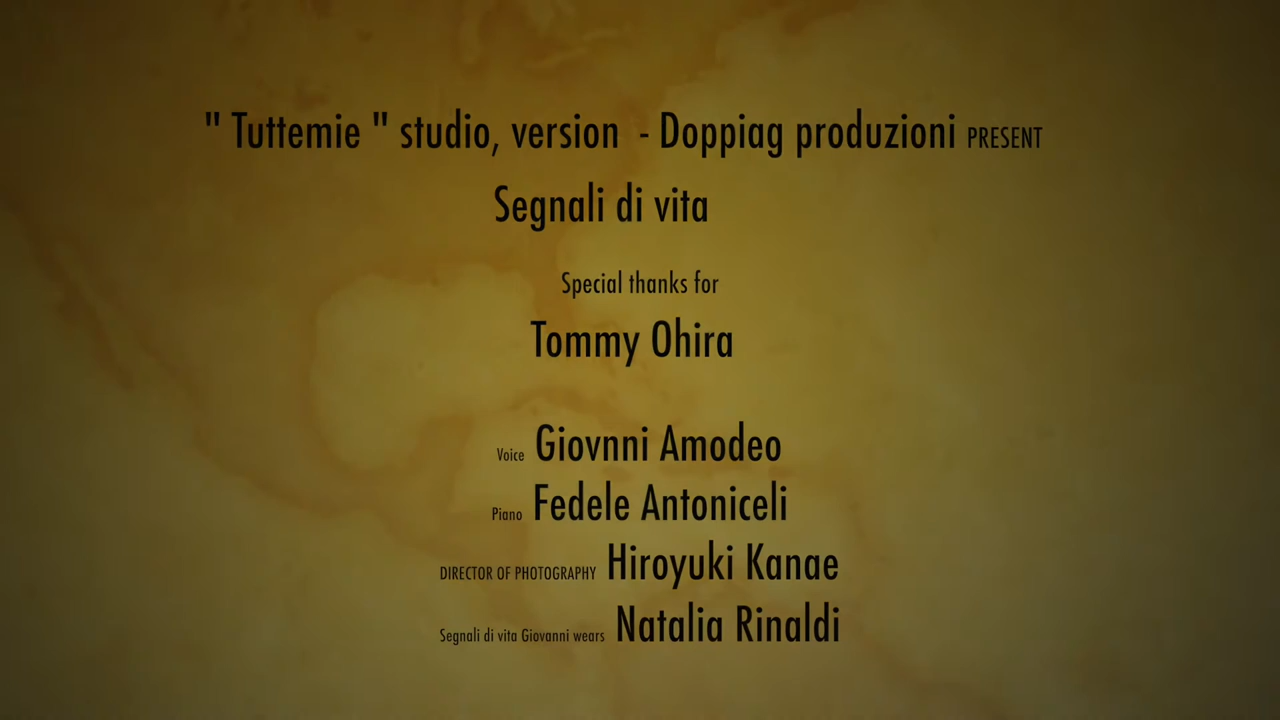 " Tuttemie " studio, version - Doppiag produzioni PRESENT
Segnali di vita
Special thanks for
Tommy Ohira
Voice Giovnni Amodeo
Piano Fedele Antoniceli
DIRECTOR OF PHOTOGRAPHY Hiroyuki Kanae
Segnali di vita Giovanni wears Natalia Rinaldi